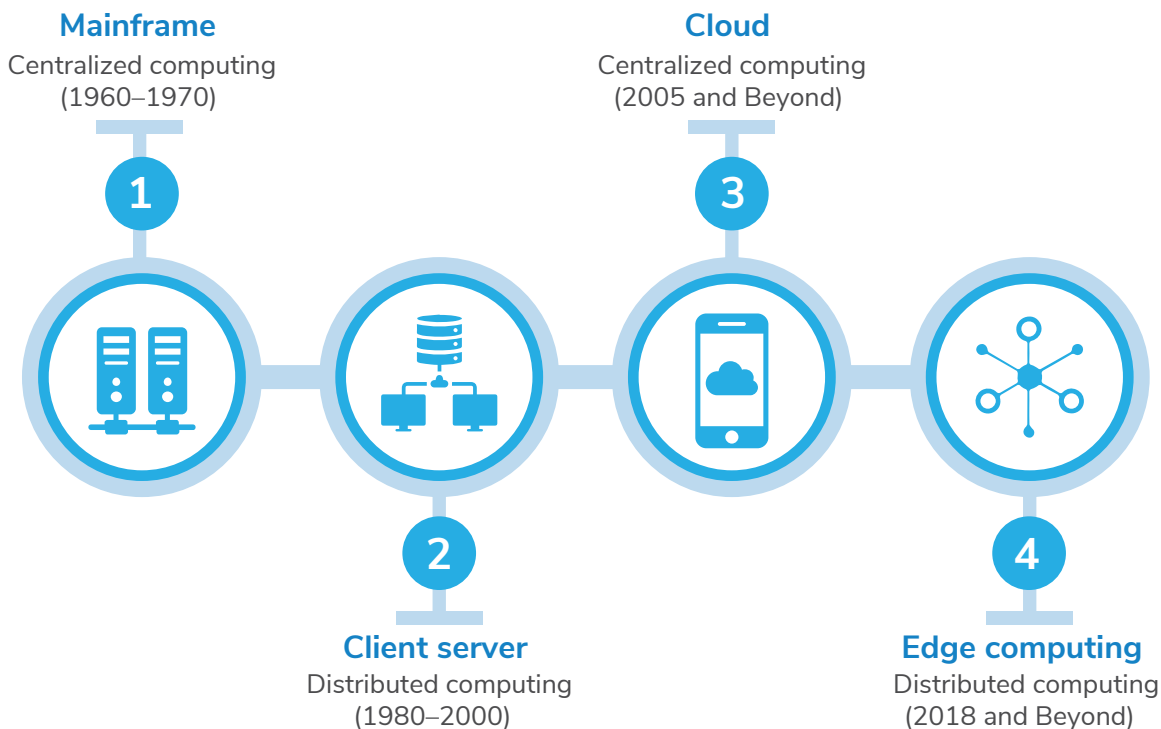 Mainframe
Centralized computing
(1960–1970)
1
Client server
Distributed computing
(1980–2000)
2
Cloud
Centralized computing
(2005 and Beyond)
3
Edge computing
Distributed computing
(2018 and Beyond)
4